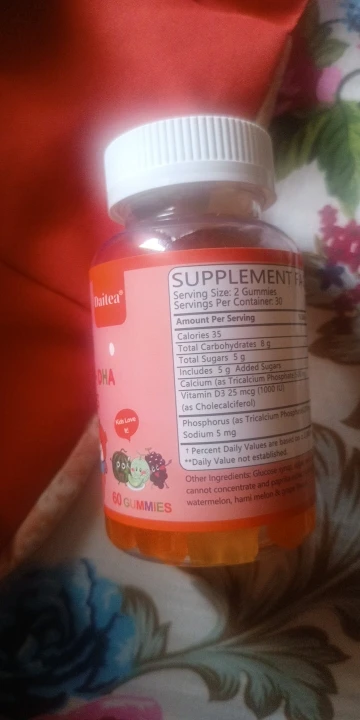 Daitea®
DHA
Kids Love
It!
60 GUMMIES
SUPPLEMENT FA
Serving Size: 2 Gummies
Servings Per Container: 30
Amount Per Serving
Calories 35
Total Carbohydrates 8 g
Total Sugars 5 g
Includes 5 g Added Sugars
Calcium (as Tricalcium Phosphate)
Vitamin D3 25 mcg (1000 IU)
(as Cholecalciferol)
Phosphorus (as Tricalcium Phosphate)
Sodium 5 mg
† Percent Daily Values are based on
**Daily Value not established.
Other Ingredients: Glucose syrup,
cannot concentrate and
watermelon, hami melon &